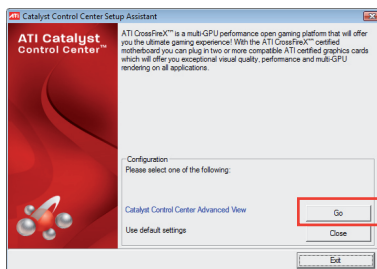 ATI Catalyst Control Center Setup Assistant
ATI Catalyst
Control Center™
ATI CrossFireX™ is a multi-GPU performance open gaming platform that will offer
you the ultimate gaming experience! With the ATI CrossFireX™ certified
motherboard you can plug in two or more compatible ATI certified graphics cards
which will offer you exceptional visual quality, performance and multi-GPU
rendering on all applications.
Configuration
Please select one of the following:
Catalyst Control Center Advanced View
Go
Use default settings
Close
Exit